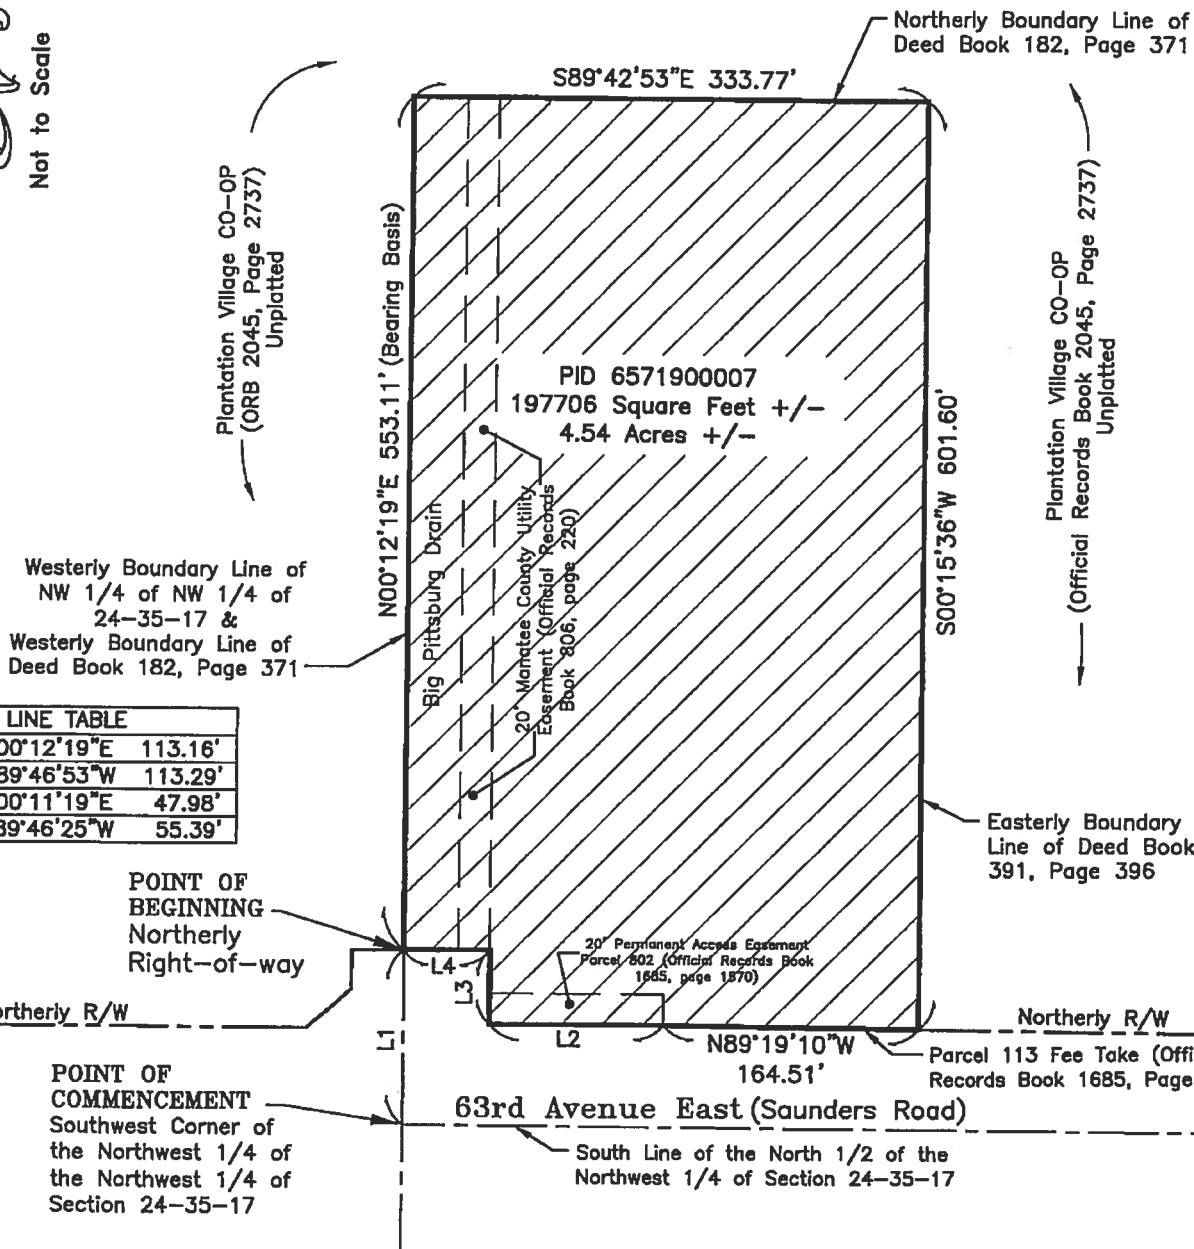 Not to Scale
Northerly Boundary Line of
Deed Book 182, Page 371
S89°42'53"E 333.77'
Plantation Village CO-OP
(ORB 2045, Page 2737)
Unplatted
N00°12'19"E 553.11' (Bearing Basis)
PID 6571900007
197706 Square Feet +/-
4.54 Acres +/-
Big Pittsburg Drain
20' Manatee County Utility
Easement (Official Records
Book 806, page 220)
S00°15'36"W 601.60'
Plantation Village CO-OP
(Official Records Book 2045, Page 2737)
Unplatted
Westerly Boundary Line of
NW 1/4 of NW 1/4 of
24-35-17 &
Westerly Boundary Line of
Deed Book 182, Page 371
LINE TABLE
00°12'19"E 113.16'
89°46'53"W 113.29'
00°11'19"E 47.98'
89°46'25"W 55.39'
Easterly Boundary
Line of Deed Book
391, Page 396
POINT OF
BEGINNING
Northerly
Right-of-way
20' Permanent Access Easement
Parcel 802 (Official Records Book
1685, page 1570)
L4
L3
L1
L2
ortherly R/W
N89°19'10"W
164.51'
Northerly R/W
Parcel 113 Fee Take (Offi
Records Book 1685, Page
POINT OF
COMMENCEMENT
Southwest Corner of
the Northwest 1/4 of
the Northwest 1/4 of
Section 24-35-17
63rd Avenue East (Saunders Road)
South Line of the North 1/2 of the
Northwest 1/4 of Section 24-35-17